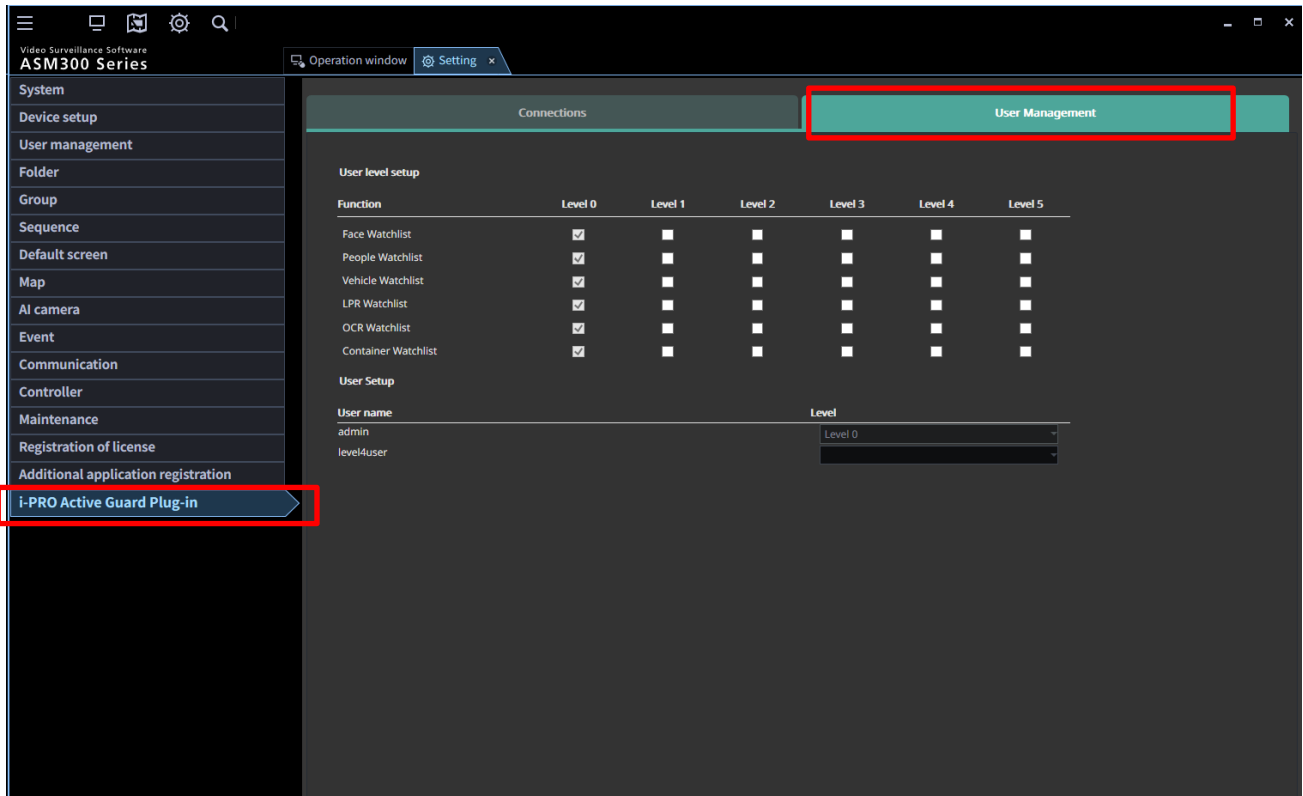 Video Surveillance Software
ASM300 Series
Operation window
Setting
System
Device setup
User management
Folder
Group
Sequence
Default screen
Map
AI camera
Event
Communication
Controller
Maintenance
Registration of license
Additional application registration
i-PRO Active Guard Plug-in
Connections
User Management
User level setup
Function Level 0 Level 1 Level 2 Level 3 Level 4 Level 5
Face Watchlist
People Watchlist
Vehicle Watchlist
LPR Watchlist
OCR Watchlist
Container Watchlist
User Setup
User name Level
admin Level 0
level4user